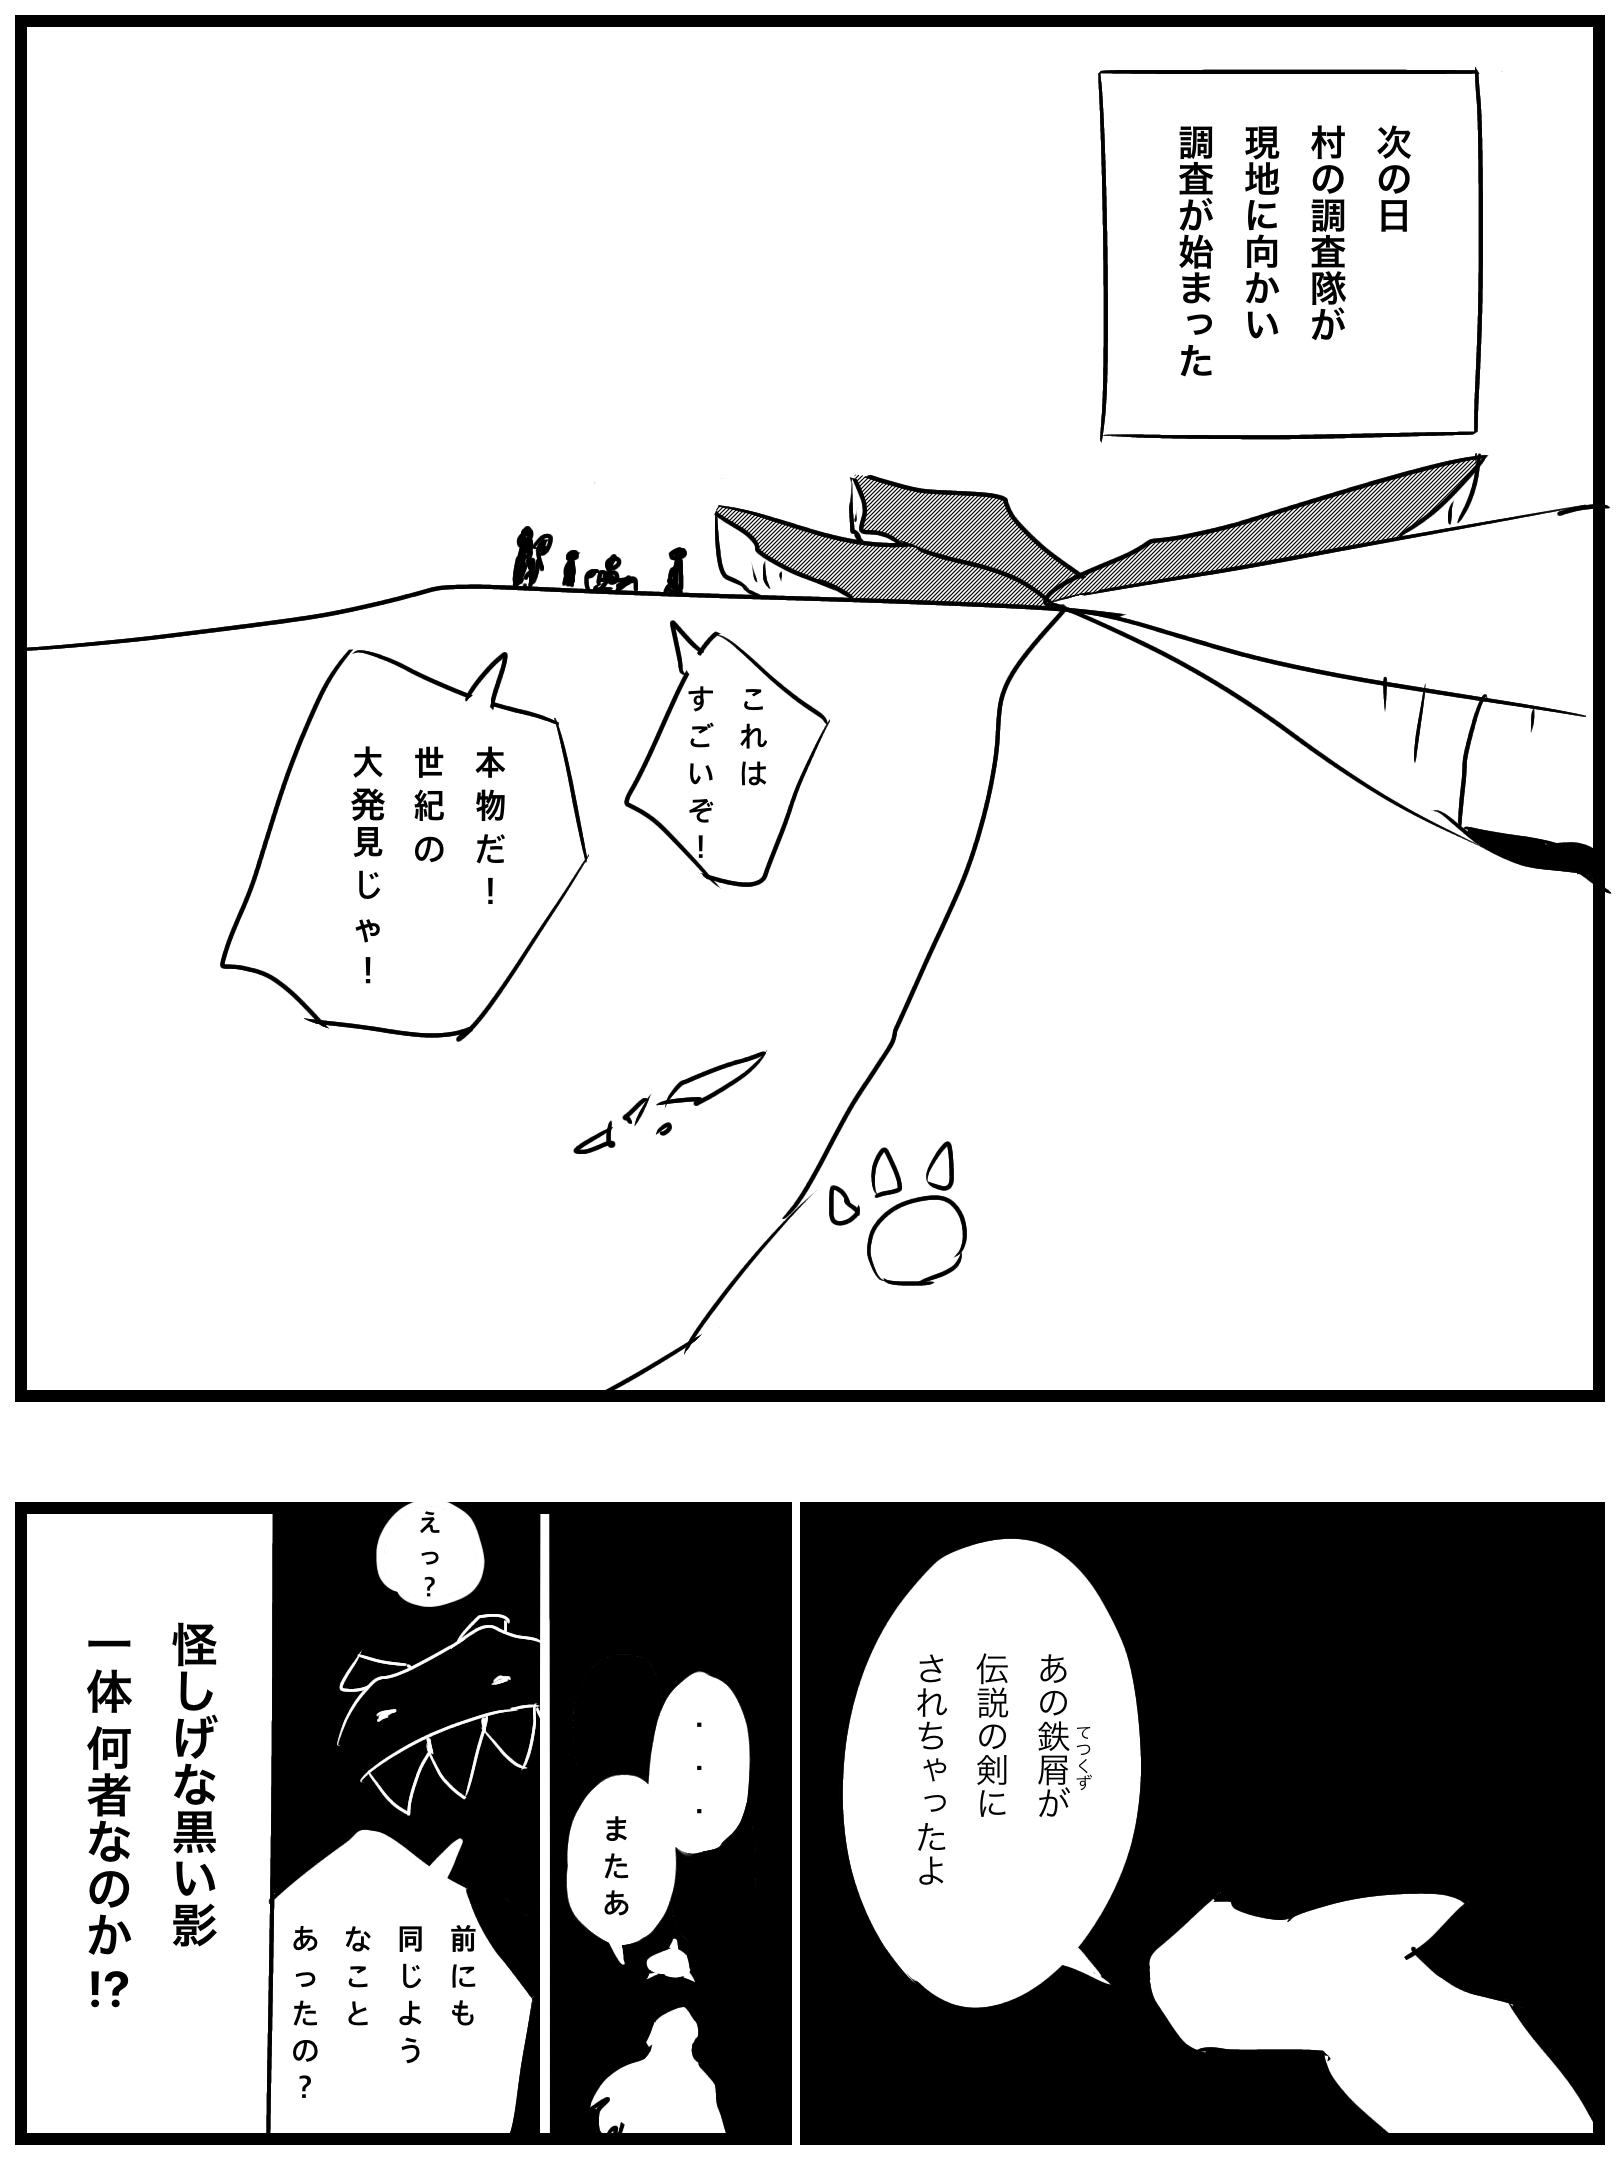 次の日
村の調査隊が
現地に向かい
調査が始まった
これは
すごいぞ！
本物だ！
世紀の
大発見じゃ！
あの鉄屑が
てつくず
伝説の剣に
されちゃったよ
・・・
またあ
えっ？
前にも
同じよう
なこと
あったの？
怪しげな黒い影
一体何者なのか⁉